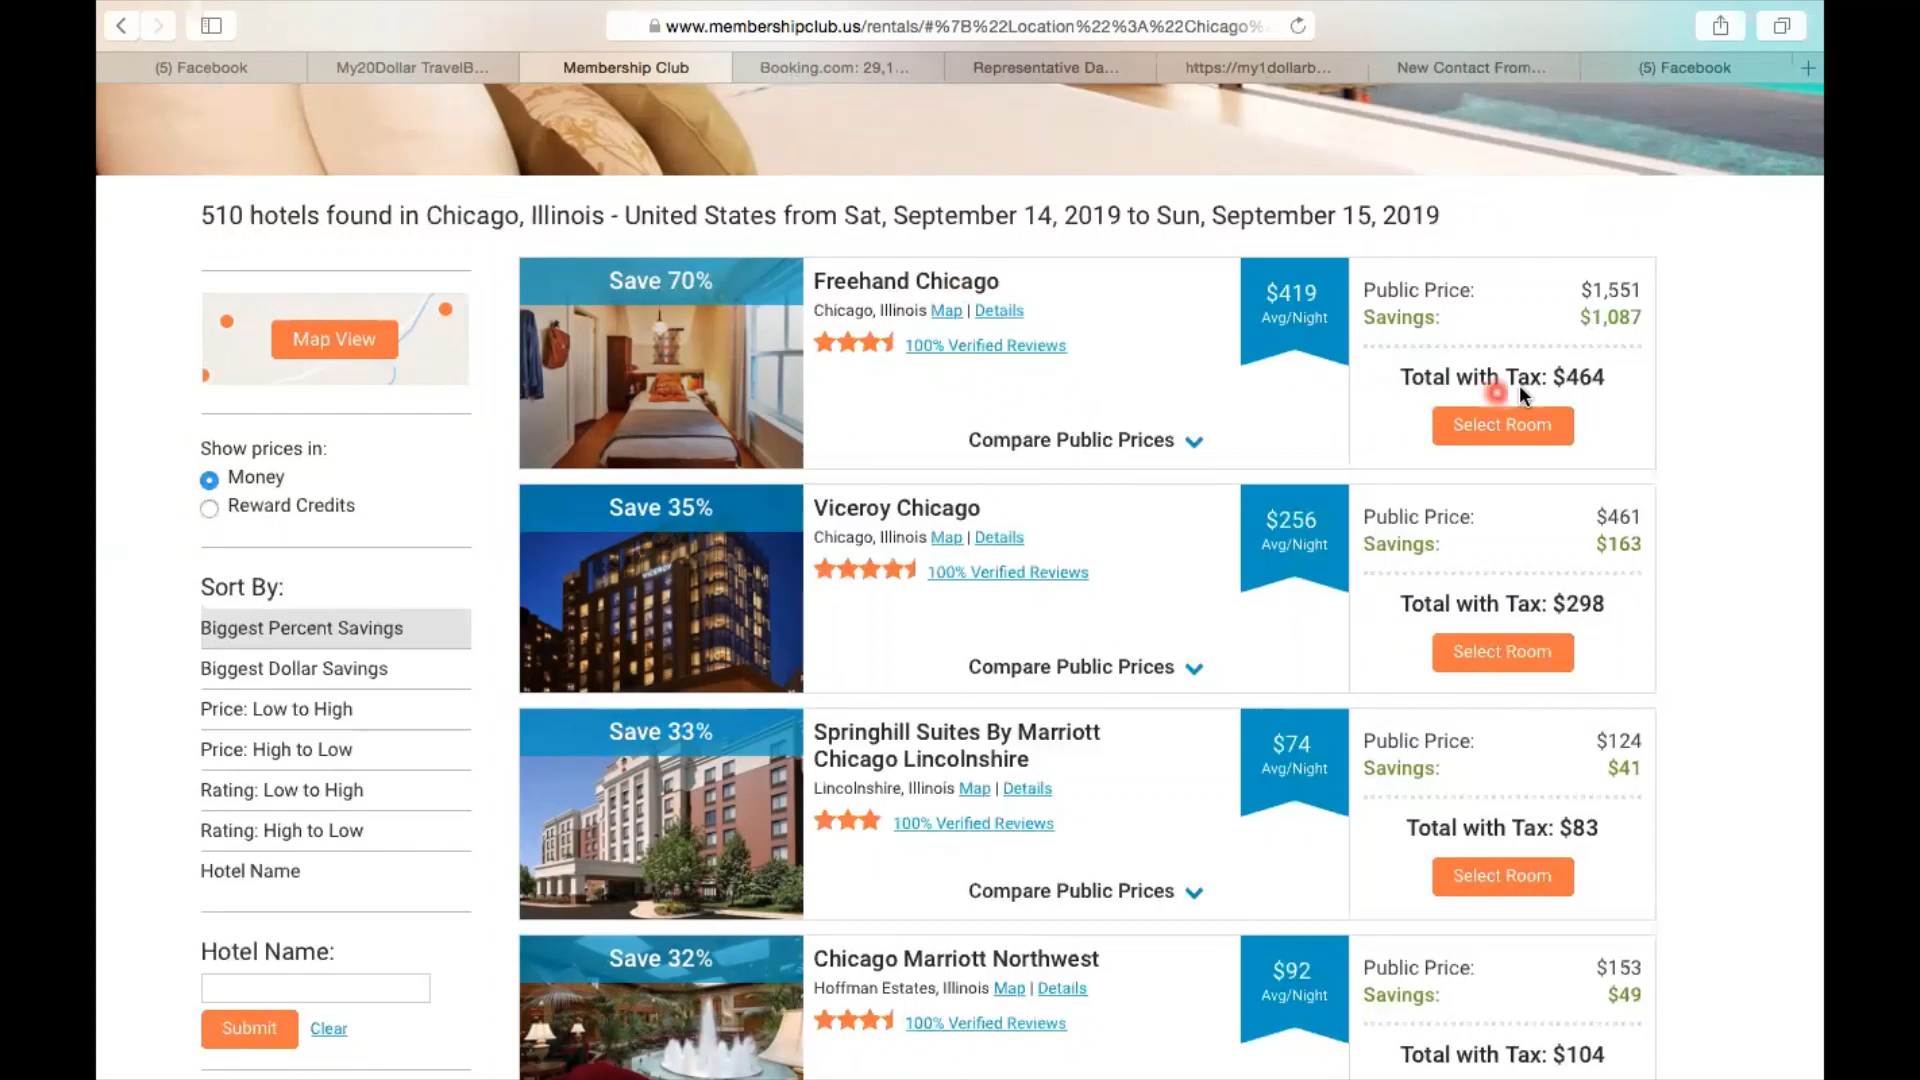 www.membershipclub.us/rentals/#%7B%22Location%22%3A%22Chicago%
(5) Facebook
My20Dollar TravelB...
Membership Club
Booking.com: 29,1...
Representative Da...
https://my1dollarb...
New Contact From...
(5) Facebook
510 hotels found in Chicago, Illinois - United States from Sat, September 14, 2019 to Sun, September 15, 2019
Map View
Show prices in:
Money
Reward Credits
Sort By:
Biggest Percent Savings
Biggest Dollar Savings
Price: Low to High
Price: High to Low
Rating: Low to High
Rating: High to Low
Hotel Name
Hotel Name:
Submit Clear
Save 70%
Freehand Chicago
Chicago, Illinois Map | Details
100% Verified Reviews
Compare Public Prices
$419
Avg/Night
Public Price: $1,551
Savings: $1,087
Total with Tax: $464
Select Room
Save 35%
Viceroy Chicago
Chicago, Illinois Map | Details
100% Verified Reviews
Compare Public Prices
$256
Avg/Night
Public Price: $461
Savings: $163
Total with Tax: $298
Select Room
Save 33%
Springhill Suites By Marriott
Chicago Lincolnshire
Lincolnshire, Illinois Map | Details
100% Verified Reviews
Compare Public Prices
$74
Avg/Night
Public Price: $124
Savings: $41
Total with Tax: $83
Select Room
Save 32%
Chicago Marriott Northwest
Hoffman Estates, Illinois Map | Details
100% Verified Reviews
$92
Avg/Night
Public Price: $153
Savings: $49
Total with Tax: $104